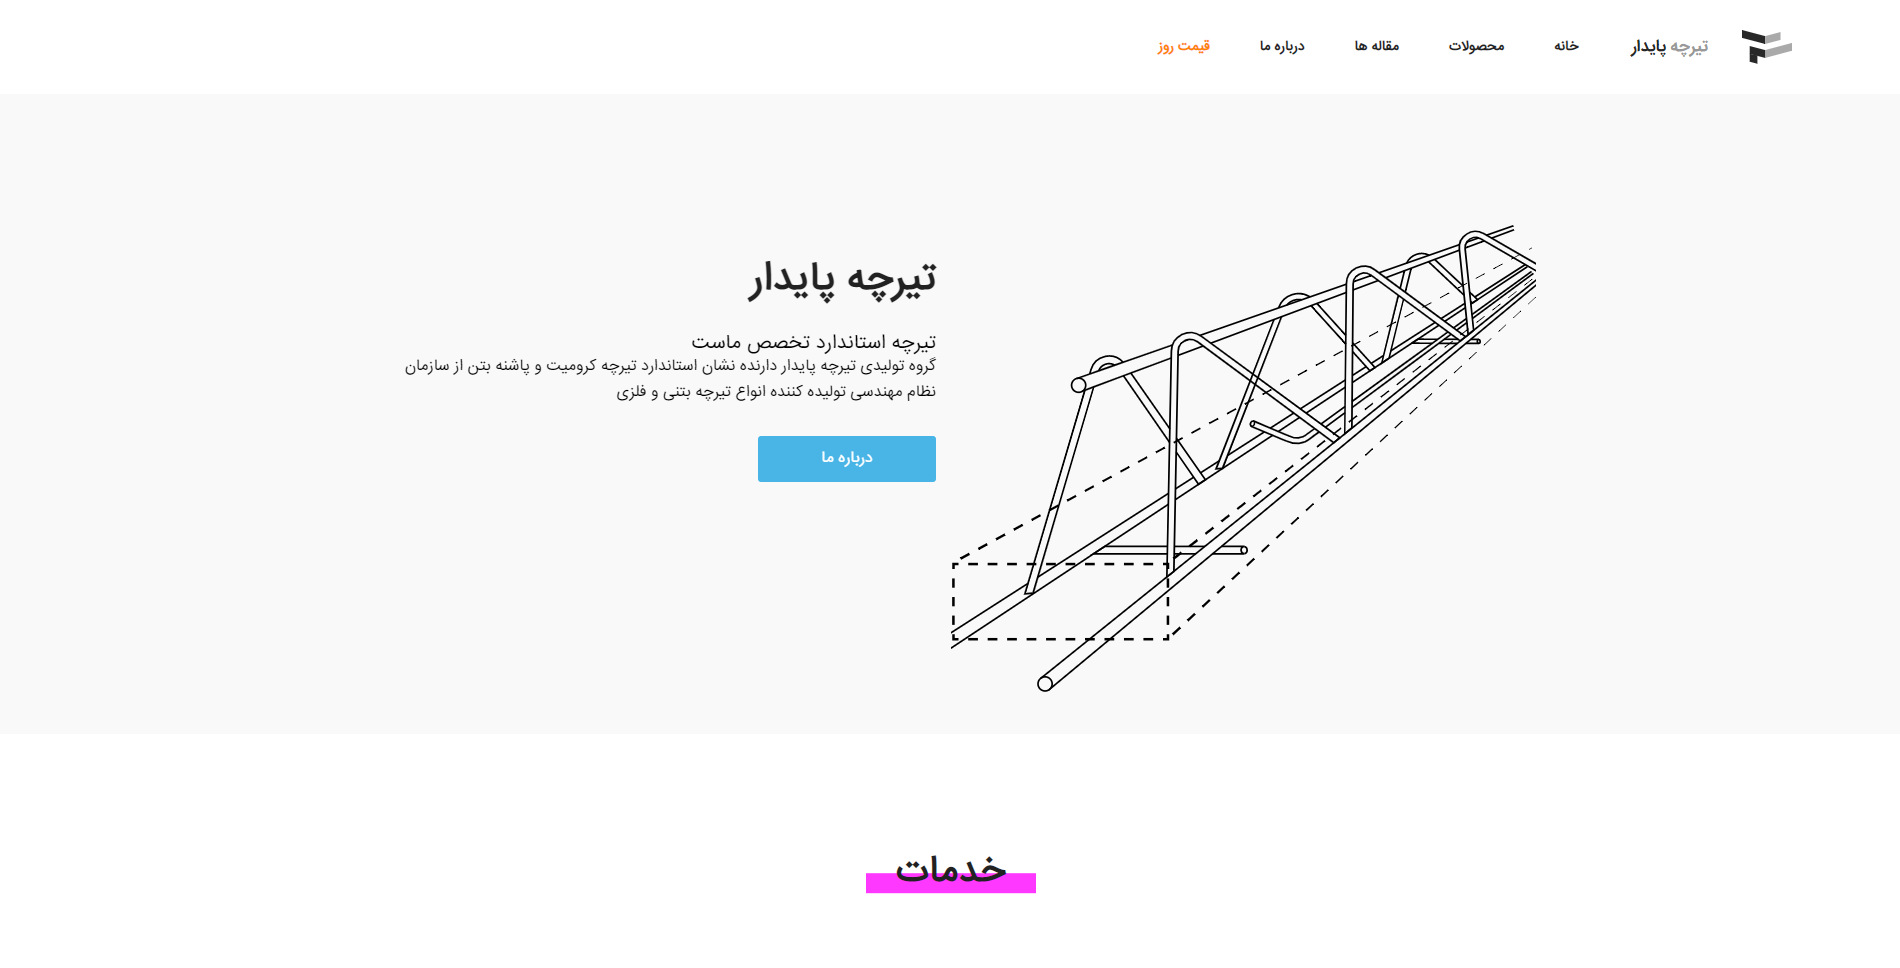 تیرچه پایدار
خانه
محصولات
مقاله ها
درباره ما
قیمت روز
تیرچه پایدار
تیرچه استاندارد تخصص ماست
گروه تولیدی تیرچه پایدار دارنده نشان استاندارد تیرچه کرومیت و پاشنه بتن از سازمان
نظام مهندسی تولیده کننده انواع تیرچه بتنی و فلزی
درباره ما
خدمات